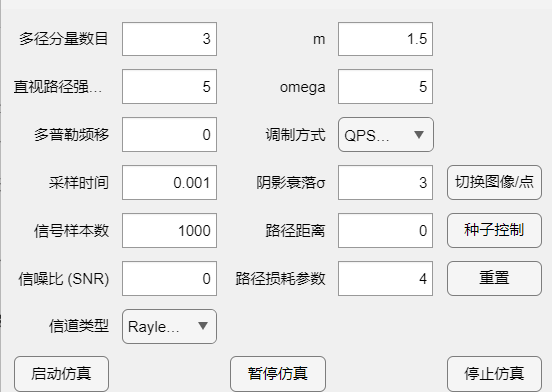 多径分量数目 3 m 1.5
直视路径强... 5 omega 5
多普勒频移 0 调制方式 QPS...
采样时间 0.001 阴影衰落σ 3 切换图像/点
信号样本数 1000 路径距离 0 种子控制
信噪比 (SNR) 0 路径损耗参数 4 重置
信道类型 Rayle...
启动仿真 暂停仿真 停止仿真